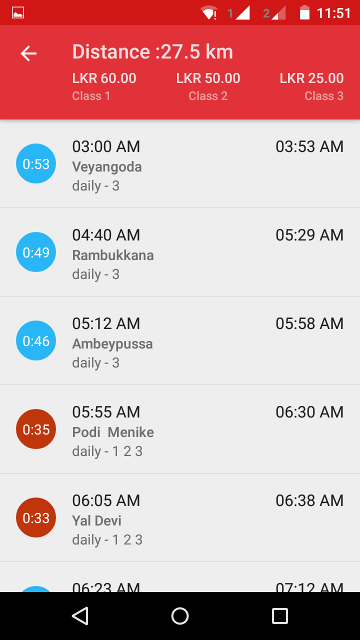 1 2 11:51
Distance :27.5 km
LKR 60.00 LKR 50.00 LKR 25.00
Class 1 Class 2 Class 3
03:00 AM 03:53 AM
0:53
Veyangoda
daily - 3
04:40 AM 05:29 AM
0:49
Rambukkana
daily - 3
05:12 AM 05:58 AM
0:46
Ambeypussa
daily - 3
05:55 AM 06:30 AM
0:35
Podi Menike
daily - 1 2 3
06:05 AM 06:38 AM
0:33
Yal Devi
daily - 1 2 3
06:23 AM 07:12 AM